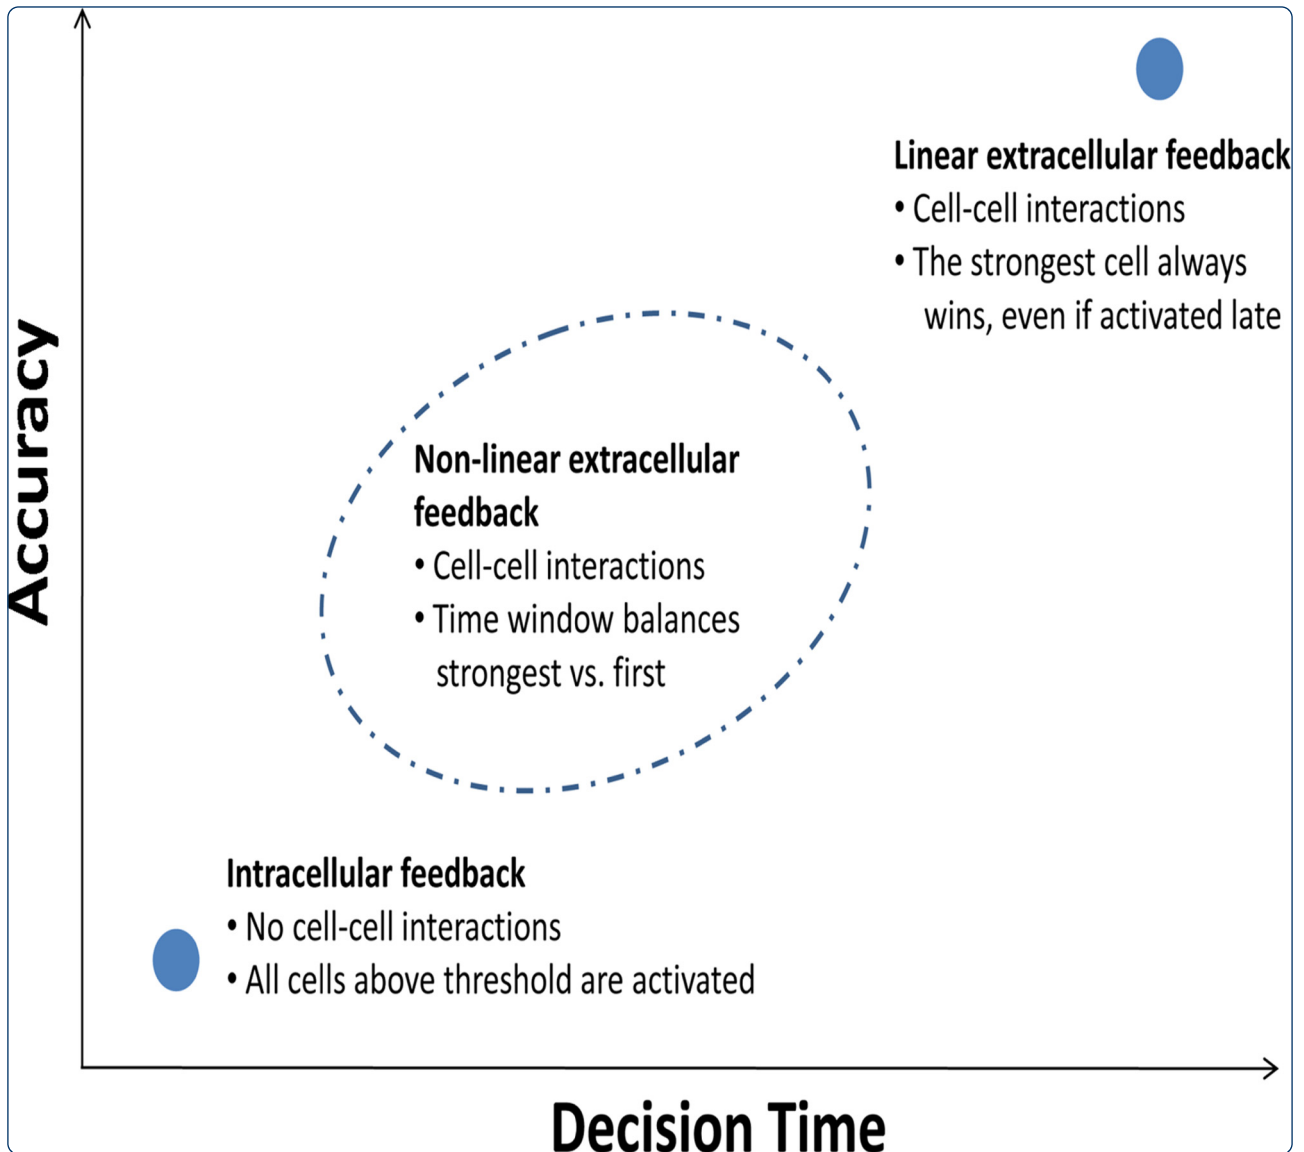 Accuracy
Linear extracellular feedback
• Cell-cell interactions
• The strongest cell always
wins, even if activated late
Non-linear extracellular
feedback
• Cell-cell interactions
• Time window balances
strongest vs. first
Intracellular feedback
• No cell-cell interactions
• All cells above threshold are activated
Decision Time